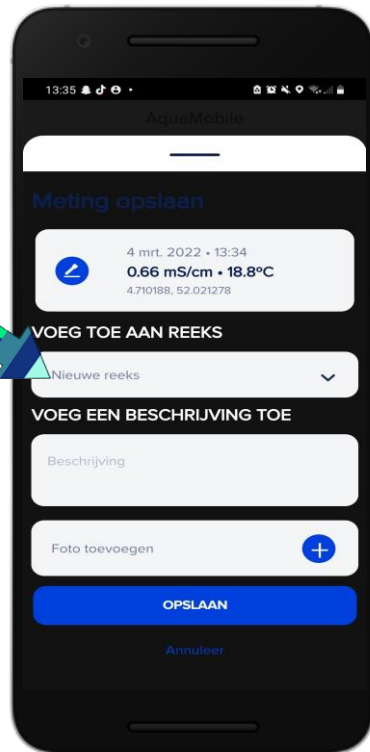 13:35
AquaMobile
Meting opslaan
4 mrt. 2022 • 13:34
0.66 mS/cm • 18.8ºC
4.710188, 52.021278
VOEG TOE AAN REEKS
Nieuwe reeks
VOEG EEN BESCHRIJVING TOE
Beschrijving
Foto toevoegen
OPSLAAN
Annuleer